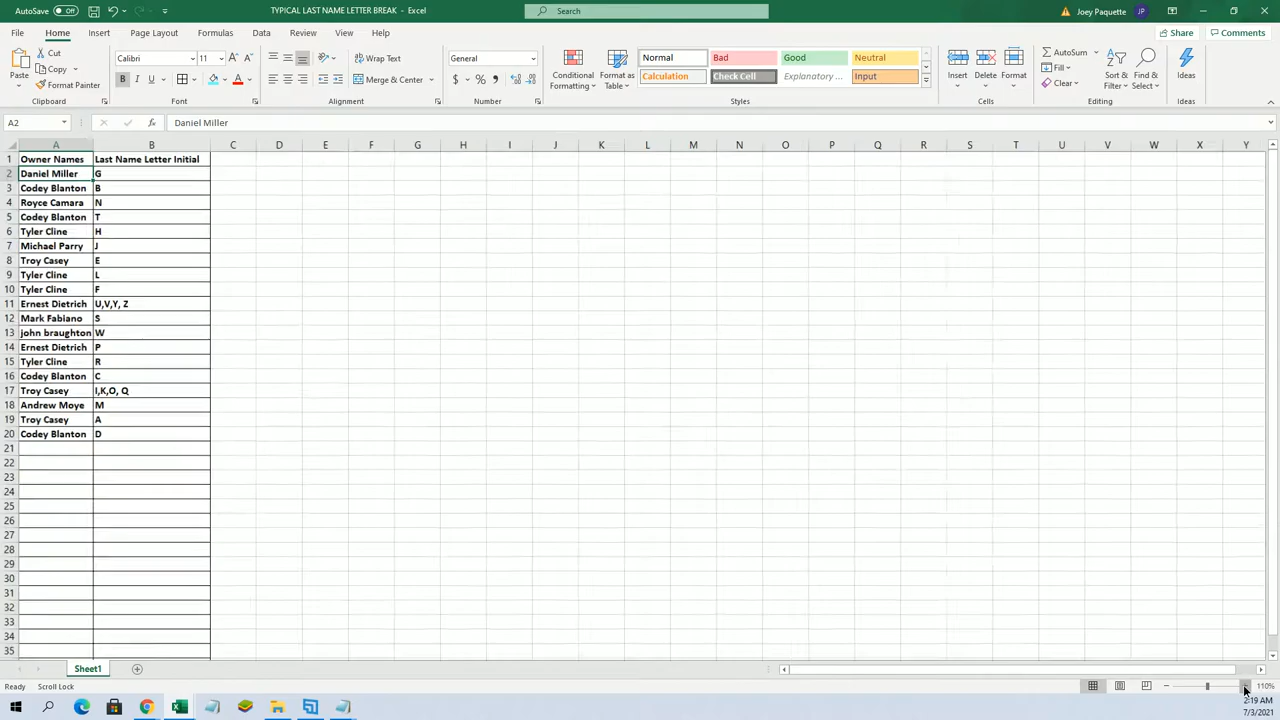 AutoSave Off TYPICAL LAST NAME LETTER BREAK - Excel Search Joey Paquette JP
File Home Insert Page Layout Formulas Data Review View Help Share Comments
Paste Cut Copy Format Painter Clipboard
Calibri 11 B I U A Font
Wrap Text Merge & Center Alignment
General $ % Number
Conditional Formatting Format as Table
Normal Bad Good Neutral
Calculation Check Cell Explanatory ... Input
Styles
Insert Delete Format Cells
AutoSum Fill Clear Sort & Filter Find & Select Editing
Ideas Ideas
A2 fx Daniel Miller
A B C D E F G H I J K L M N O P Q R S T U V W X Y
1 Owner Names Last Name Letter Initial
2 Daniel Miller G
3 Codey Blanton B
4 Royce Camara N
5 Codey Blanton T
6 Tyler Cline H
7 Michael Parry J
8 Troy Casey E
9 Tyler Cline L
10 Tyler Cline F
11 Ernest Dietrich U,V,Y, Z
12 Mark Fabiano S
13 john braughton W
14 Ernest Dietrich P
15 Tyler Cline R
16 Codey Blanton C
17 Troy Casey I,K,O, Q
18 Andrew Moye M
19 Troy Casey A
20 Codey Blanton D
21
22
23
24
25
26
27
28
29
30
31
32
33
34
35
Sheet1
Ready Scroll Lock 110%
2:19 AM
7/3/2021